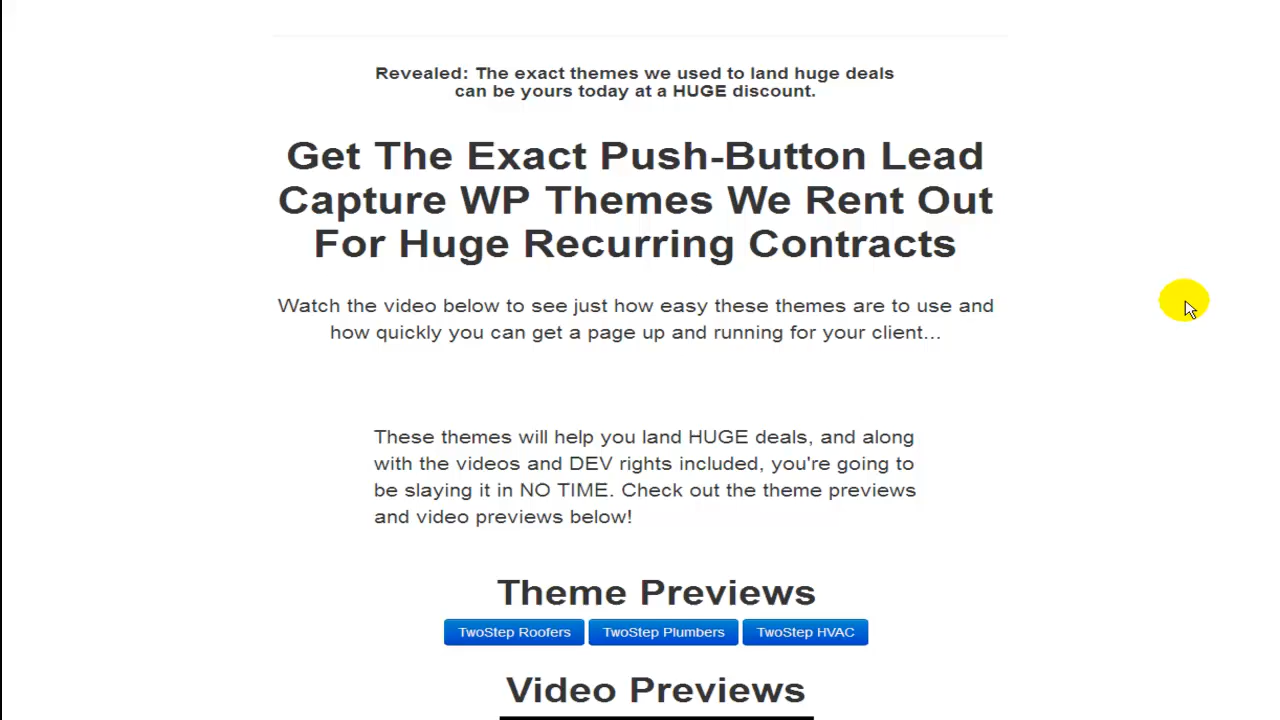 Revealed: The exact themes we used to land huge deals
can be yours today at a HUGE discount.
Get The Exact Push-Button Lead
Capture WP Themes We Rent Out
For Huge Recurring Contracts
Watch the video below to see just how easy these themes are to use and
how quickly you can get a page up and running for your client...
These themes will help you land HUGE deals, and along
with the videos and DEV rights included, you're going to
be slaying it in NO TIME. Check out the theme previews
and video previews below!
Theme Previews
TwoStep Roofers TwoStep Plumbers TwoStep HVAC
Video Previews